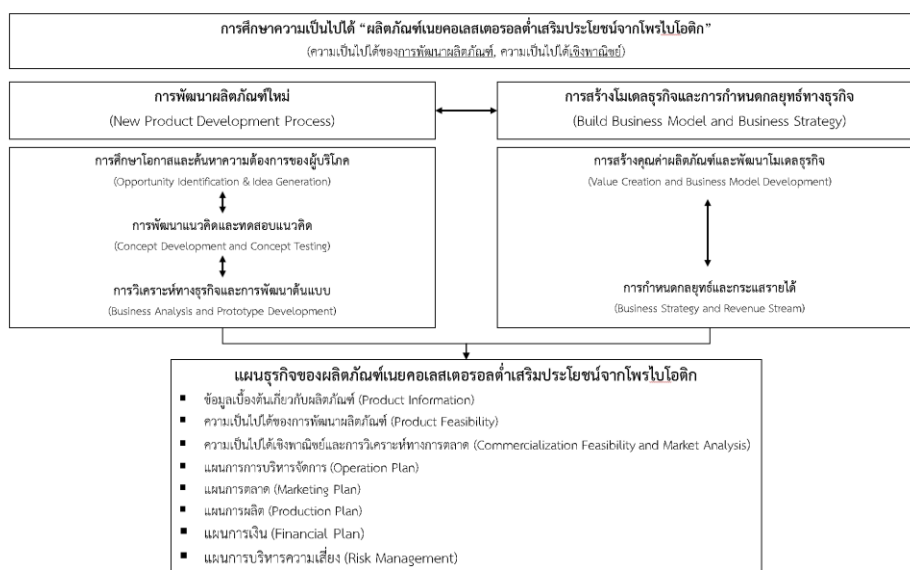 การศึกษาความเป็นไปได้ “ผลิตภัณฑ์เนยคอเลสเตอรอลต่ำเสริมประโยชน์จากโพรไบโอติก”
(ความเป็นไปได้ของการพัฒนาผลิตภัณฑ์, ความเป็นไปได้เชิงพาณิชย์)
การพัฒนาผลิตภัณฑ์ใหม่
(New Product Development Process)
การสร้างโมเดลธุรกิจและการกำหนดกลยุทธ์ทางธุรกิจ
(Build Business Model and Business Strategy)
การศึกษาโอกาสและค้นหาความต้องการของผู้บริโภค
(Opportunity Identification & Idea Generation)
การพัฒนาแนวคิดและทดสอบแนวคิด
(Concept Development and Concept Testing)
การวิเคราะห์ทางธุรกิจและการพัฒนาต้นแบบ
(Business Analysis and Prototype Development)
การสร้างคุณค่าผลิตภัณฑ์และพัฒนาโมเดลธุรกิจ
(Value Creation and Business Model Development)
การกำหนดกลยุทธ์และกระแสรายได้
(Business Strategy and Revenue Stream)
แผนธุรกิจของผลิตภัณฑ์เนยคอเลสเตอรอลต่ำเสริมประโยชน์จากโพรไบโอติก
▪ ข้อมูลเบื้องต้นเกี่ยวกับผลิตภัณฑ์ (Product Information)
▪ ความเป็นไปได้ของการพัฒนาผลิตภัณฑ์ (Product Feasibility)
▪ ความเป็นไปได้เชิงพาณิชย์และการวิเคราะห์ทางการตลาด (Commercialization Feasibility and Market Analysis)
▪ แผนการการบริหารจัดการ (Operation Plan)
▪ แผนการตลาด (Marketing Plan)
▪ แผนการผลิต (Production Plan)
▪ แผนการเงิน (Financial Plan)
▪ แผนการบริหารความเสี่ยง (Risk Management)